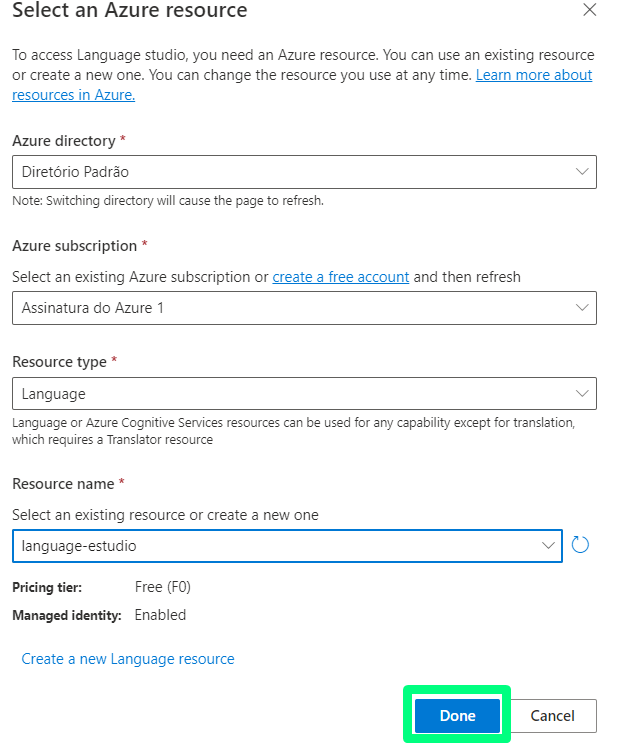 Select an Azure resource
To access Language studio, you need an Azure resource. You can use an existing resource
or create a new one. You can change the resource you use at any time. Learn more about
resources in Azure.
Azure directory *
Diretório Padrão
Note: Switching directory will cause the page to refresh.
Azure subscription *
Select an existing Azure subscription or create a free account and then refresh
Assinatura do Azure 1
Resource type *
Language
Language or Azure Cognitive Services resources can be used for any capability except for translation,
which requires a Translator resource
Resource name *
Select an existing resource or create a new one
language-estudio
Pricing tier: Free (F0)
Managed identity: Enabled
Create a new Language resource
Done Cancel